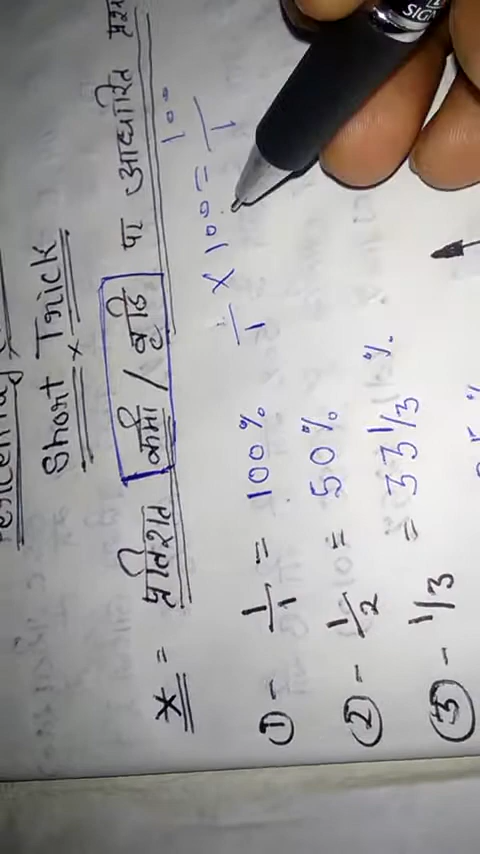 Short Trick
* = प्रतिशत कमी / वृद्धि पर आधारित
① - 1/1 = 100% 1/1 × 100 = 100/1
② - 1/2 = 50%
③ - 1/3 = 33 1/3 %
SIGN